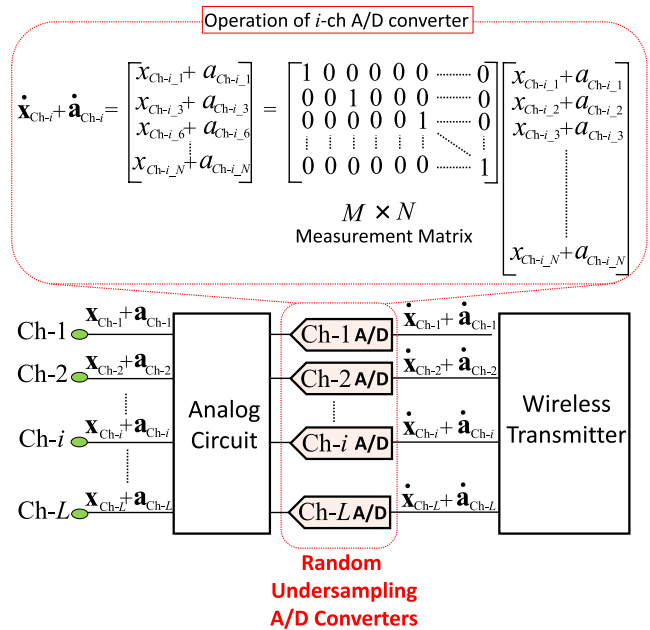 Operation of i-ch A/D converter
ẋCh-i + ȧCh-i = [xCh-i_1 + aCh-i_1 = [1 0 0 0 0 0 ........ 0 [xCh-i_1 + aCh-i_1
xCh-i_3 + aCh-i_3 0 0 1 0 0 0 ........ 0 xCh-i_2 + aCh-i_2
xCh-i_6 + aCh-i_6 0 0 0 0 0 1 ........ 0 xCh-i_3 + aCh-i_3
xCh-i_N + aCh-i_N] 0 0 0 0 0 0 ........ 1]
xCh-i_N + aCh-i_N]
M × N
Measurement Matrix
Ch-1 xCh-1 + aCh-1 Ch-1 A/D ẋCh-1 + ȧCh-1
Ch-2 xCh-2 + aCh-2 Ch-2 A/D ẋCh-2 + ȧCh-2
Analog
Circuit
Wireless
Transmitter
Ch-i xCh-i + aCh-i Ch-i A/D ẋCh-i + ȧCh-i
Ch-L xCh-L + aCh-L Ch-L A/D ẋCh-L + ȧCh-L
Random
Undersampling
A/D Converters